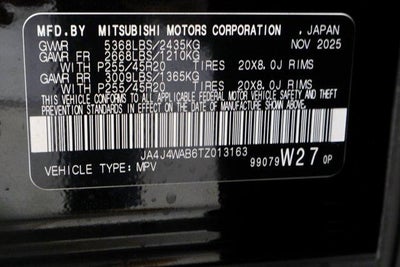 MFD.BY MITSUBISHI MOTORS CORPORATION , JAPAN
GVWR 5368LBS/2435KG NOV 2025
GAWR FR 2668LBS/1210KG
WITH P255/45R20 TIRES 20X8.0J RIMS
GAWR RR 3009LBS/1365KG
WITH P255/45R20 TIRES 20X8.0J RIMS
THIS VEHICLE CONFORMS TO ALL APPLICABLE FEDERAL MOTOR
VEHICLE SAFETY AND THEFT PREVENTION STANDARDS IN EFFECT
ON THE DATE OF MANUFACTURE SHOWN ABOVE.
JA4J4WAB6TZ013163
VEHICLE TYPE: MPV 99079 W27 0P